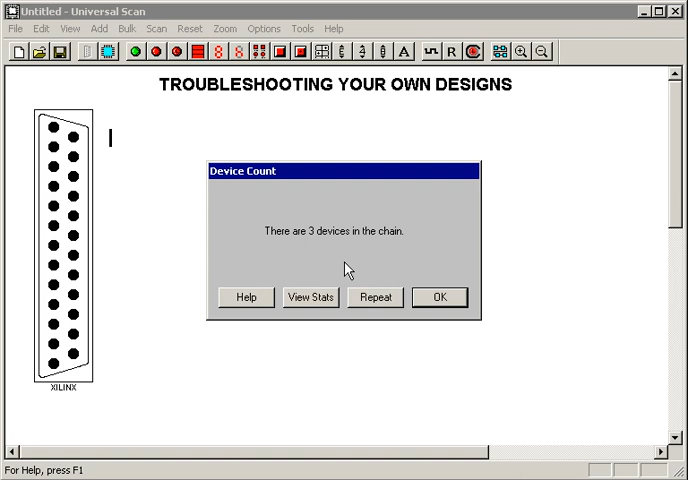 Untitled - Universal Scan
File Edit View Add Bulk Scan Reset Zoom Options Tools Help
A R
TROUBLESHOOTING YOUR OWN DESIGNS
Device Count
There are 3 devices in the chain.
Help View Stats Repeat OK
XILINX
For Help, press F1